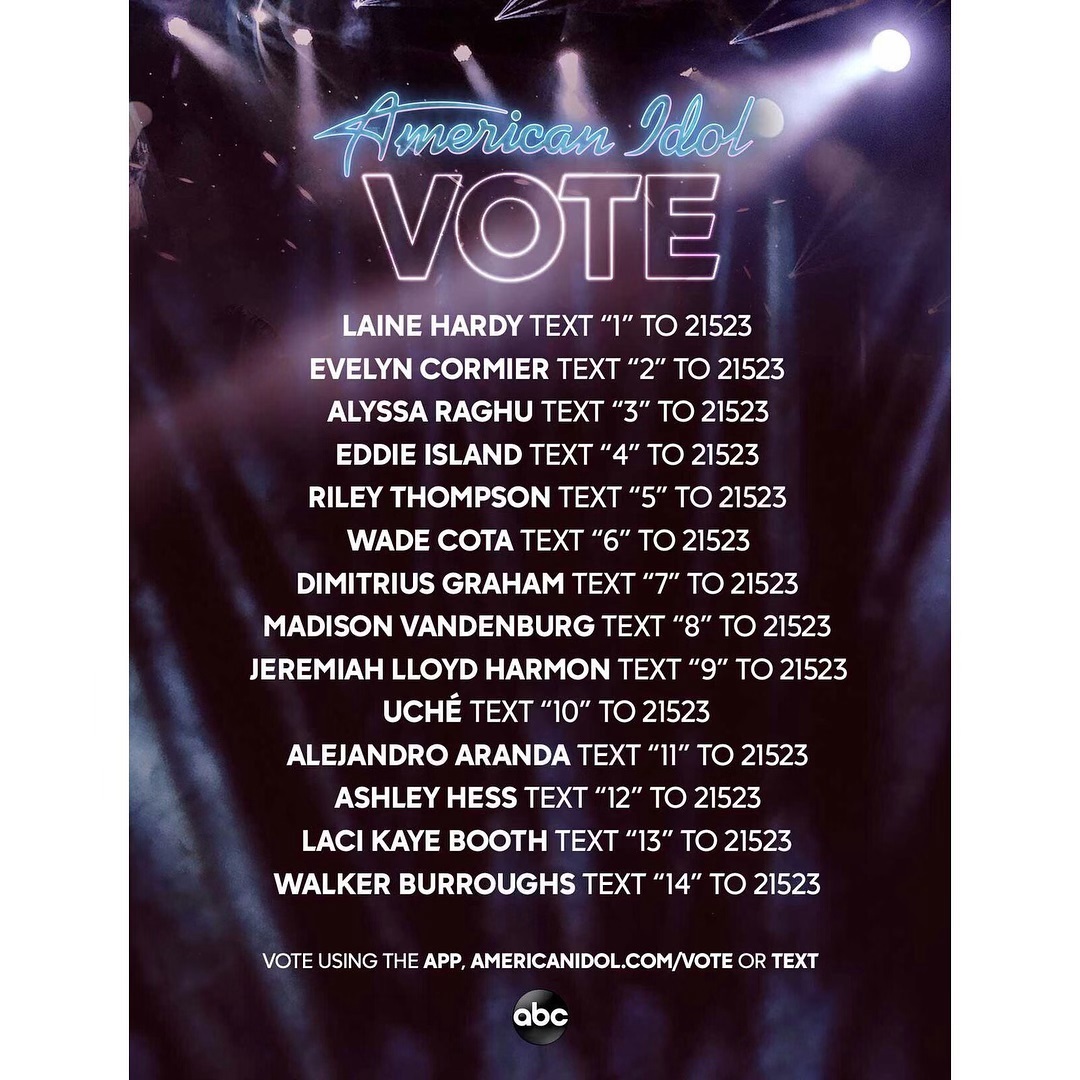 American Idol
VOTE
LAINE HARDY TEXT “1” TO 21523
EVELYN CORMIER TEXT “2” TO 21523
ALYSSA RAGHU TEXT “3” TO 21523
EDDIE ISLAND TEXT “4” TO 21523
RILEY THOMPSON TEXT “5” TO 21523
WADE COTA TEXT “6” TO 21523
DIMITRIUS GRAHAM TEXT “7” TO 21523
MADISON VANDENBURG TEXT “8” TO 21523
JEREMIAH LLOYD HARMON TEXT “9” TO 21523
UCHÉ TEXT “10” TO 21523
ALEJANDRO ARANDA TEXT “11” TO 21523
ASHLEY HESS TEXT “12” TO 21523
LACI KAYE BOOTH TEXT “13” TO 21523
WALKER BURROUGHS TEXT “14” TO 21523
VOTE USING THE APP, AMERICANIDOL.COM/VOTE OR TEXT
abc